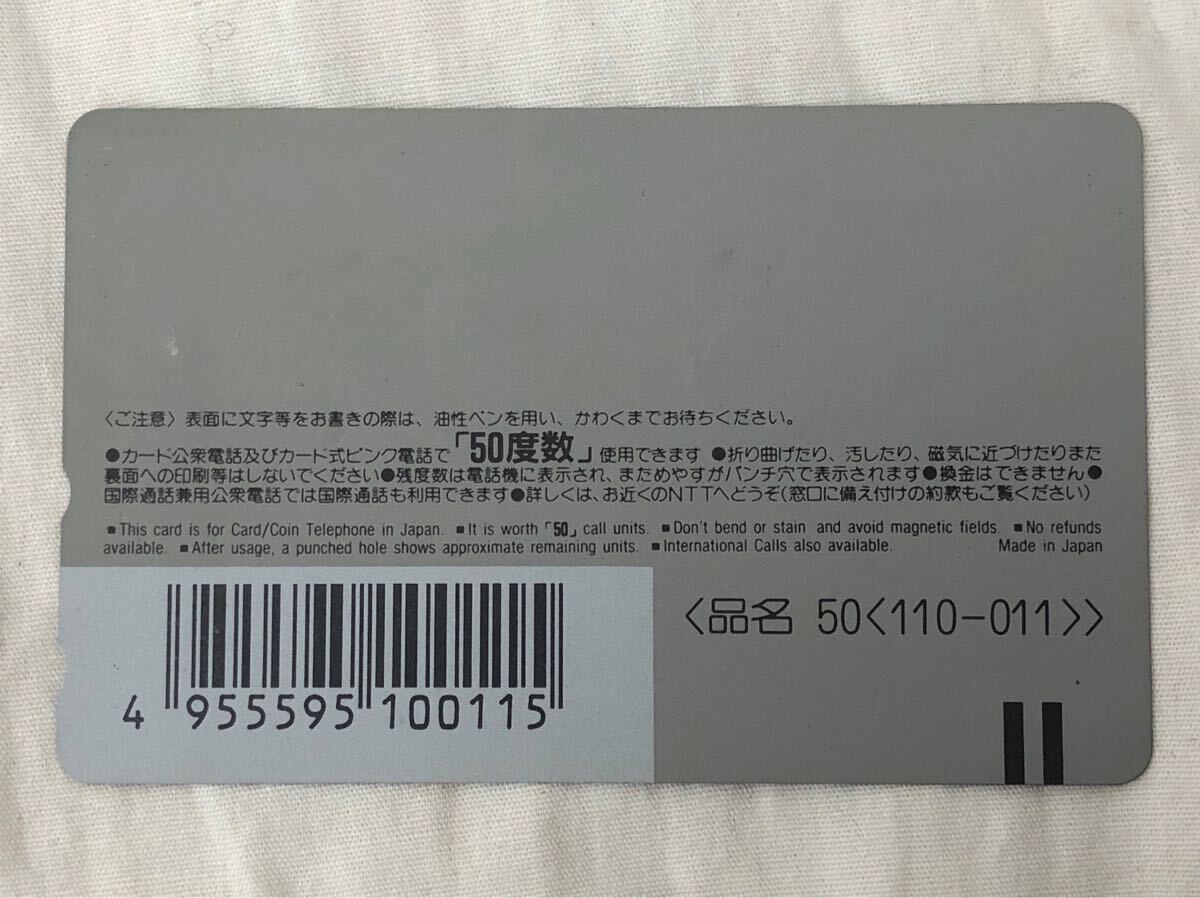 〈ご注意〉表面に文字等をお書きの際は、油性ペンを用い、かわくまでお待ちください。
●カード公衆電話及びカード式ピンク電話で「50度数」使用できます ●折り曲げたり、汚したり、磁気に近づけたりまた
裏面への印刷等はしないでください●残度数は電話機に表示され、まためやすがパンチ穴で表示されます●換金はできません●
国際通話兼用公衆電話では国際通話も利用できます●詳しくは、お近くのNTTへどうぞ(窓口に備え付けの約款もご覧ください)
■This card is for Card/Coin Telephone in Japan. ■It is worth「50」call units. ■Don't bend or stain and avoid magnetic fields. ■No refunds
available. ■After usage, a punched hole shows approximate remaining units. ■International Calls also available. Made in Japan
〈品名 50〈110-011〉〉
4 955595 100115